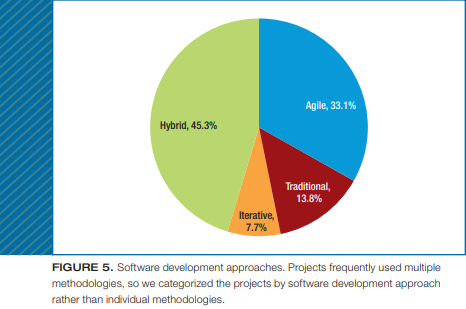 Agile, 33.1%
Hybrid, 45.3%
Traditional,
13.8%
Iterative,
7.7%
FIGURE 5. Software development approaches. Projects frequently used multiple
methodologies, so we categorized the projects by software development approach
rather than individual methodologies.